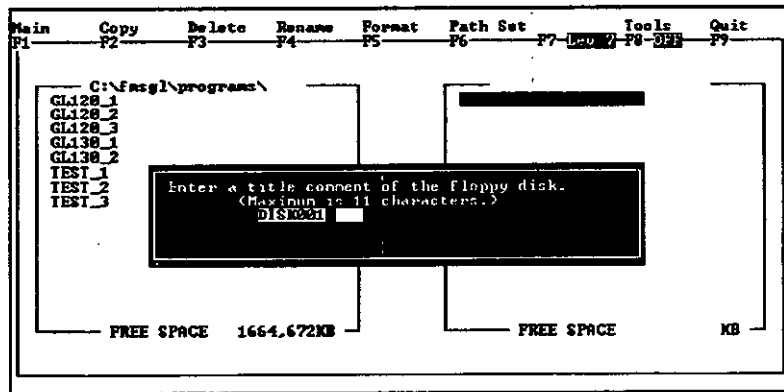 Main Copy Delete Rename Format Path Set Tools Quit
F1 F2 F3 F4 F5 F6 F7 F8 OFF F9
C:\fmsgl\programs\
GL120_1
GL120_2
GL120_3
GL130_1
GL130_2
TEST_1
TEST_2
TEST_3
Enter a title comment of the floppy disk.
(Maximum is 11 characters.)
DISK001
FREE SPACE 1664,672KB
FREE SPACE KB